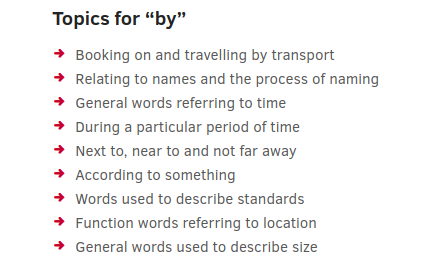 Topics for “by”
Booking on and travelling by transport
Relating to names and the process of naming
General words referring to time
During a particular period of time
Next to, near to and not far away
According to something
Words used to describe standards
Function words referring to location
General words used to describe size